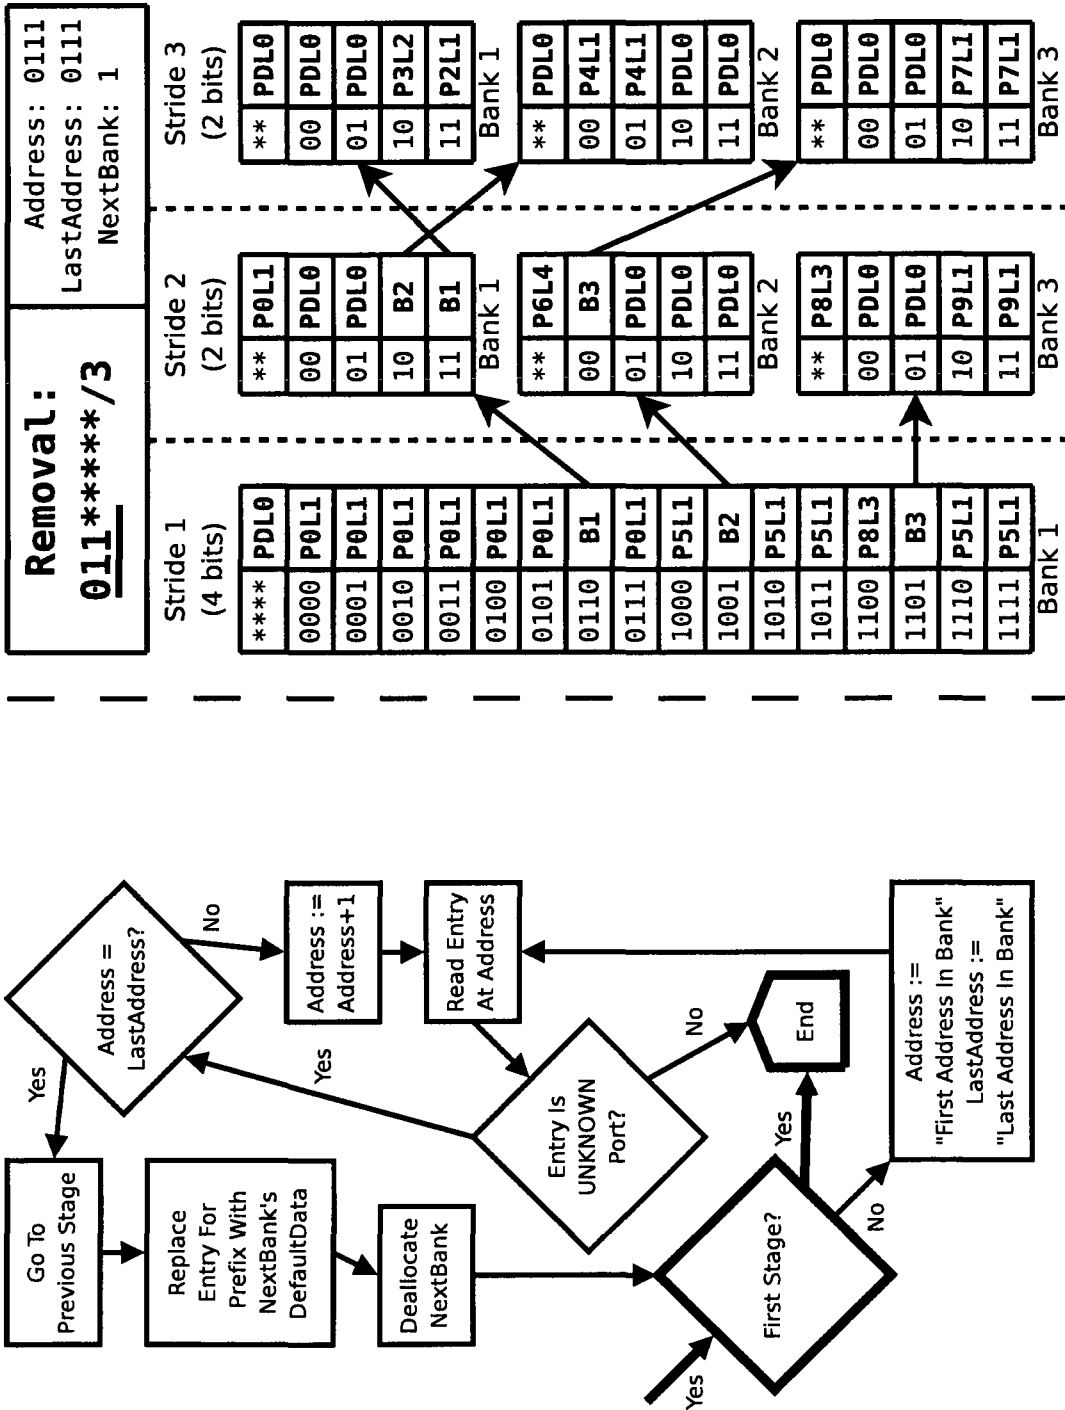 Go To
Previous Stage
Replace
Entry For
Prefix With
NextBank's
DefaultData
Deallocate
NextBank
Yes
First Stage?
Yes
No
End
Yes
Address =
LastAddress?
No
Address :=
Address+1
Read Entry
At Address
Yes
Entry Is
UNKNOWN
Port?
No
Address :=
"First Address In Bank"
LastAddress :=
"Last Address In Bank"
Removal:
011*****/3
Address: 0111
LastAddress: 0111
NextBank: 1
Stride 1
(4 bits)
**** PDL0
0000 P0L1
0001 P0L1
0010 P0L1
0011 P0L1
0100 P0L1
0101 P0L1
0110 B1
0111 P0L1
1000 P5L1
1001 B2
1010 P5L1
1011 P5L1
1100 P8L3
1101 B3
1110 P5L1
1111 P5L1
Bank 1
Stride 2
(2 bits)
** P0L1
00 PDL0
01 PDL0
10 B2
11 B1
Bank 1
** P6L4
00 B3
01 PDL0
10 PDL0
11 PDL0
Bank 2
** P8L3
00 PDL0
01 PDL0
10 P9L1
11 P9L1
Bank 3
Stride 3
(2 bits)
** PDL0
00 PDL0
01 PDL0
10 P3L2
11 P2L1
Bank 1
** PDL0
00 P4L1
01 P4L1
10 PDL0
11 PDL0
Bank 2
** PDL0
00 PDL0
01 PDL0
10 P7L1
11 P7L1
Bank 3